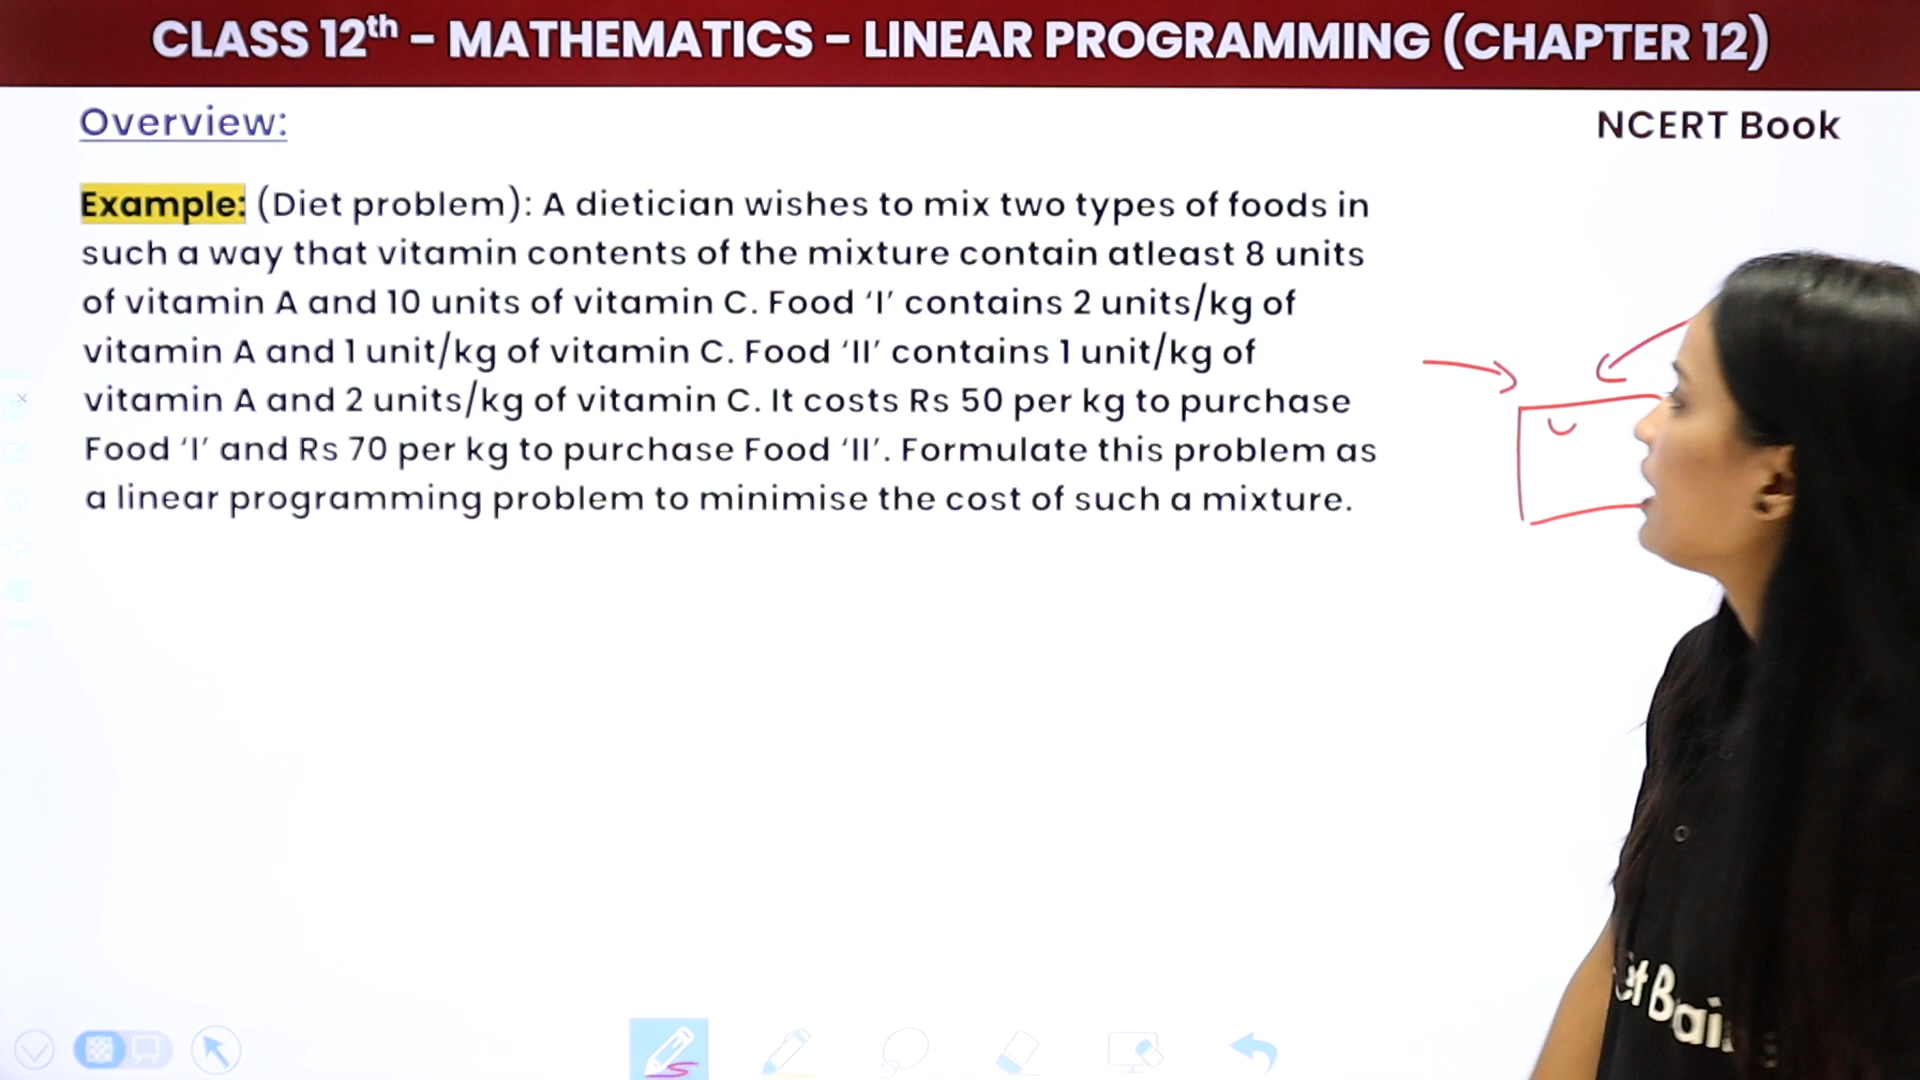 CLASS 12th - MATHEMATICS - LINEAR PROGRAMMING (CHAPTER 12)
Overview:
NCERT Book
Example: (Diet problem): A dietician wishes to mix two types of foods in
such a way that vitamin contents of the mixture contain atleast 8 units
of vitamin A and 10 units of vitamin C. Food ‘I’ contains 2 units/kg of
vitamin A and 1 unit/kg of vitamin C. Food ‘II’ contains 1 unit/kg of
vitamin A and 2 units/kg of vitamin C. It costs Rs 50 per kg to purchase
Food ‘I’ and Rs 70 per kg to purchase Food ‘II’. Formulate this problem as
a linear programming problem to minimise the cost of such a mixture.